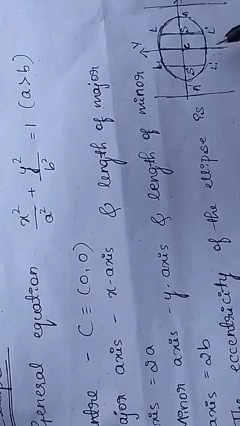 General equation x²/a² + y²/b² = 1 (a>b)
ntre - C = (0,0)
ajor axis - x-axis & length of major
xis = 2a
Minor axis - y-axis & length of minor
axis = 2b
The eccentricity of the ellipse is
Y
L L'
A S C S' A'
L L'